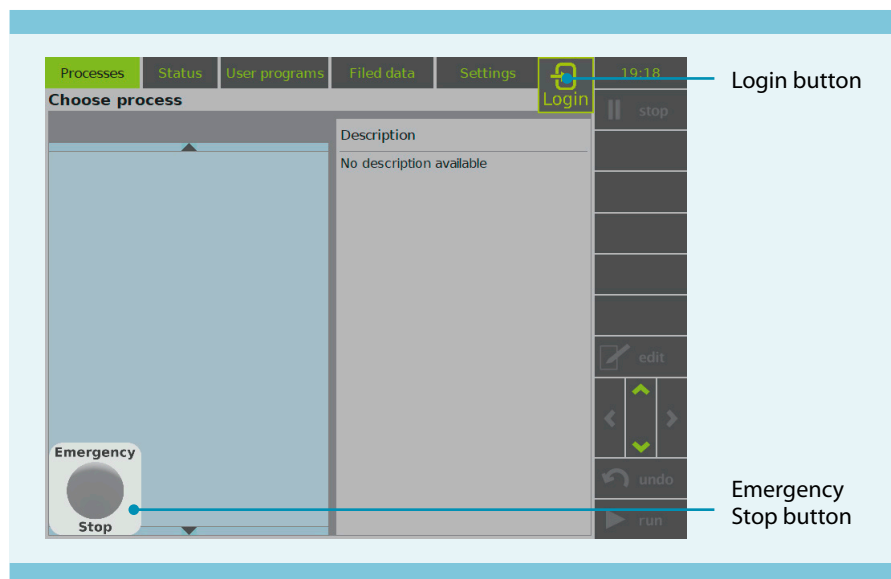 Processes Status User programs Filed data Settings Login 19:18
Login button
Choose process
stop
Description
No description available
edit
Emergency
Stop
undo
run
Emergency
Stop button